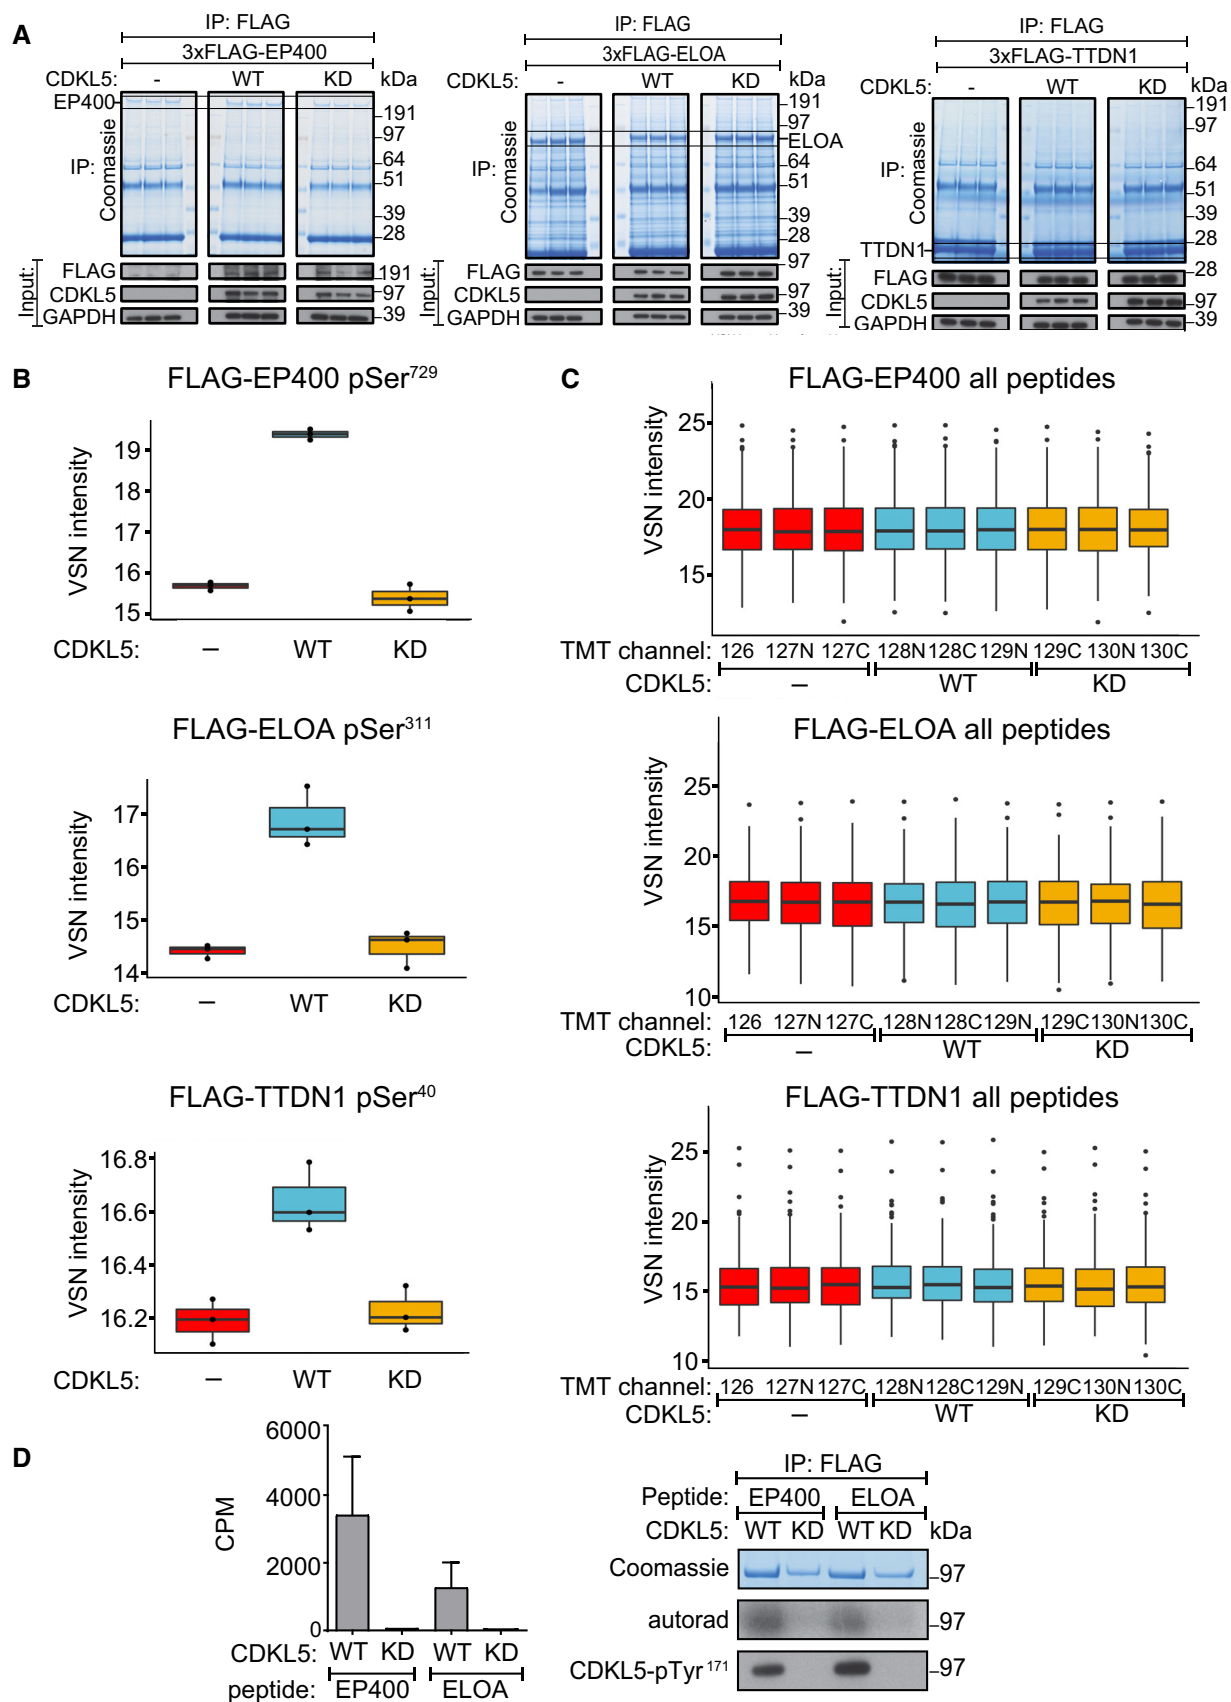 A
IP: FLAG
3xFLAG-EP400
CDKL5: - WT KD kDa
EP400
IP:
Coomassie
191
97
64
51
39
28
Input:
FLAG 191
CDKL5 97
GAPDH 39
IP: FLAG
3xFLAG-ELOA
CDKL5: - WT KD kDa
Coomassie
IP:
191
97
ELOA
64
51
39
28
Input:
FLAG 97
CDKL5 97
GAPDH 39
IP: FLAG
3xFLAG-TTDN1
CDKL5: - WT KD kDa
Coomassie
IP:
191
97
64
51
39
28
TTDN1
Input:
FLAG 28
CDKL5 97
GAPDH 39
B
FLAG-EP400 pSer729
VSN intensity
19
18
17
16
15
CDKL5: – WT KD
FLAG-ELOA pSer311
VSN intensity
17
16
15
14
CDKL5: – WT KD
FLAG-TTDN1 pSer40
VSN intensity
16.8
16.6
16.4
16.2
CDKL5: – WT KD
C
FLAG-EP400 all peptides
VSN intensity
25
20
15
TMT channel: 126 127N 127C 128N 128C 129N 129C 130N 130C
CDKL5: – WT KD
FLAG-ELOA all peptides
VSN intensity
25
20
15
10
TMT channel: 126 127N 127C 128N 128C 129N 129C 130N 130C
CDKL5: – WT KD
FLAG-TTDN1 all peptides
VSN intensity
25
20
15
10
TMT channel: 126 127N 127C 128N 128C 129N 129C 130N 130C
CDKL5: – WT KD
D
CPM
6000
4000
2000
0
CDKL5: WT KD WT KD
peptide: EP400 ELOA
IP: FLAG
Peptide: EP400 ELOA
CDKL5: WT KD WT KD kDa
Coomassie 97
autorad 97
CDKL5-pTyr171 97